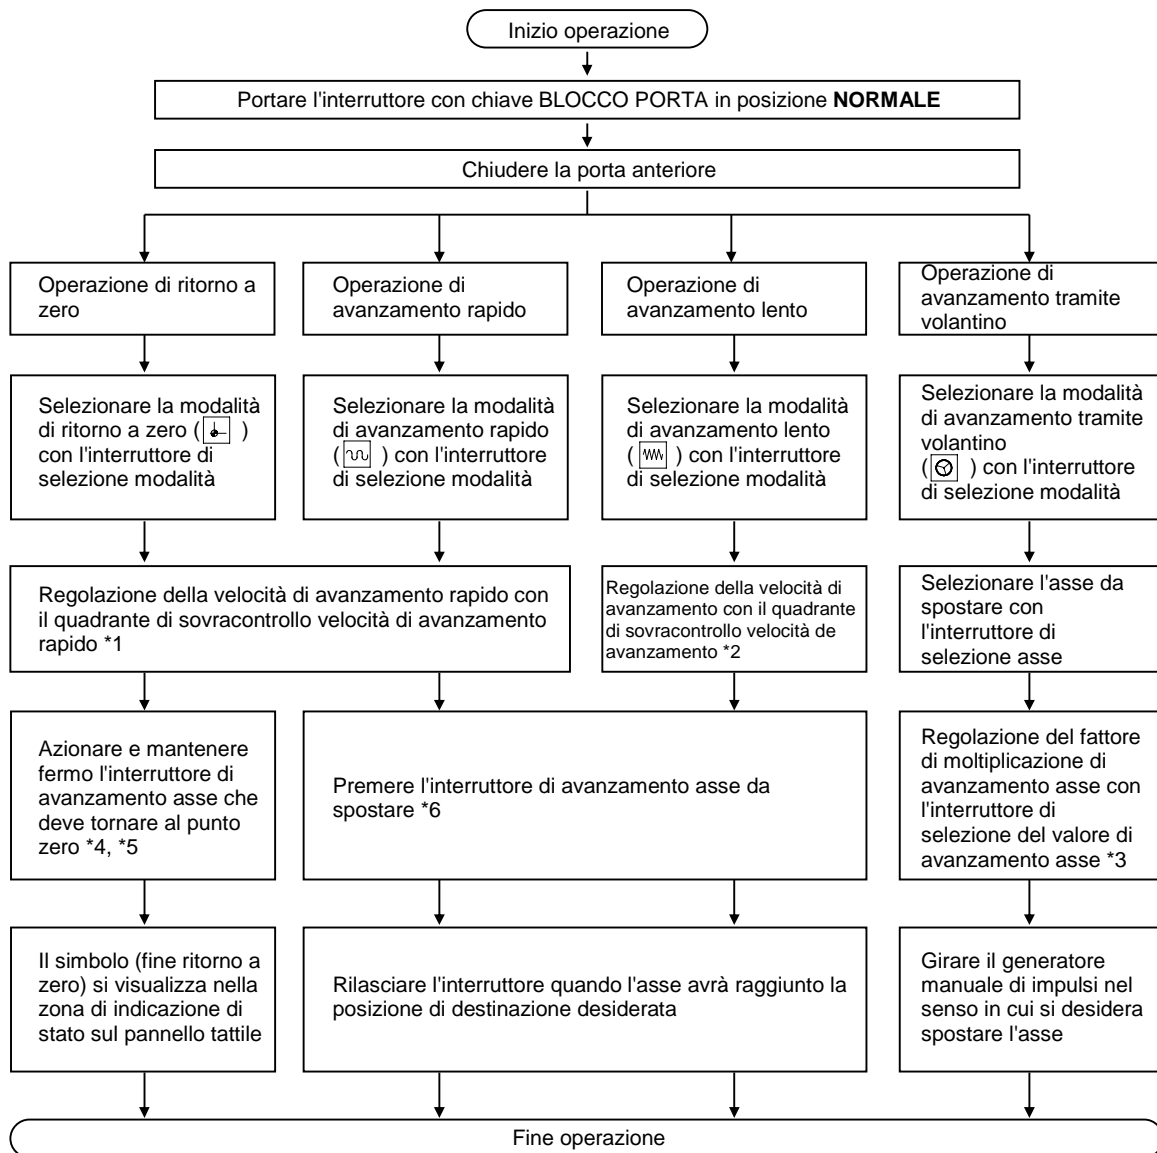 Inizio operazione
Portare l'interruttore con chiave BLOCCO PORTA in posizione NORMALE
Chiudere la porta anteriore
Operazione di ritorno a
zero
Operazione di
avanzamento rapido
Operazione di
avanzamento lento
Operazione di
avanzamento tramite
volantino
Selezionare la modalità
di ritorno a zero ( )
con l'interruttore di
selezione modalità
Selezionare la modalità
di avanzamento rapido
( ) con l'interruttore
di selezione modalità
Selezionare la modalità
di avanzamento lento
( ) con l'interruttore
di selezione modalità
Selezionare la modalità
di avanzamento tramite
volantino
( ) con l'interruttore
di selezione modalità
Regolazione della velocità di avanzamento rapido con
il quadrante di sovracontrollo velocità di avanzamento
rapido *1
Regolazione della velocità di
avanzamento con il quadrante
di sovracontrollo velocità de
avanzamento *2
Selezionare l'asse da
spostare con
l'interruttore di
selezione asse
Azionare e mantenere
fermo l'interruttore di
avanzamento asse che
deve tornare al punto
zero *4, *5
Premere l'interruttore di avanzamento asse da
spostare *6
Regolazione del fattore
di moltiplicazione di
avanzamento asse con
l'interruttore di
selezione del valore di
avanzamento asse *3
Il simbolo (fine ritorno a
zero) si visualizza nella
zona di indicazione di
stato sul pannello tattile
Rilasciare l'interruttore quando l'asse avrà raggiunto la
posizione di destinazione desiderata
Girare il generatore
manuale di impulsi nel
senso in cui si desidera
spostare l'asse
Fine operazione